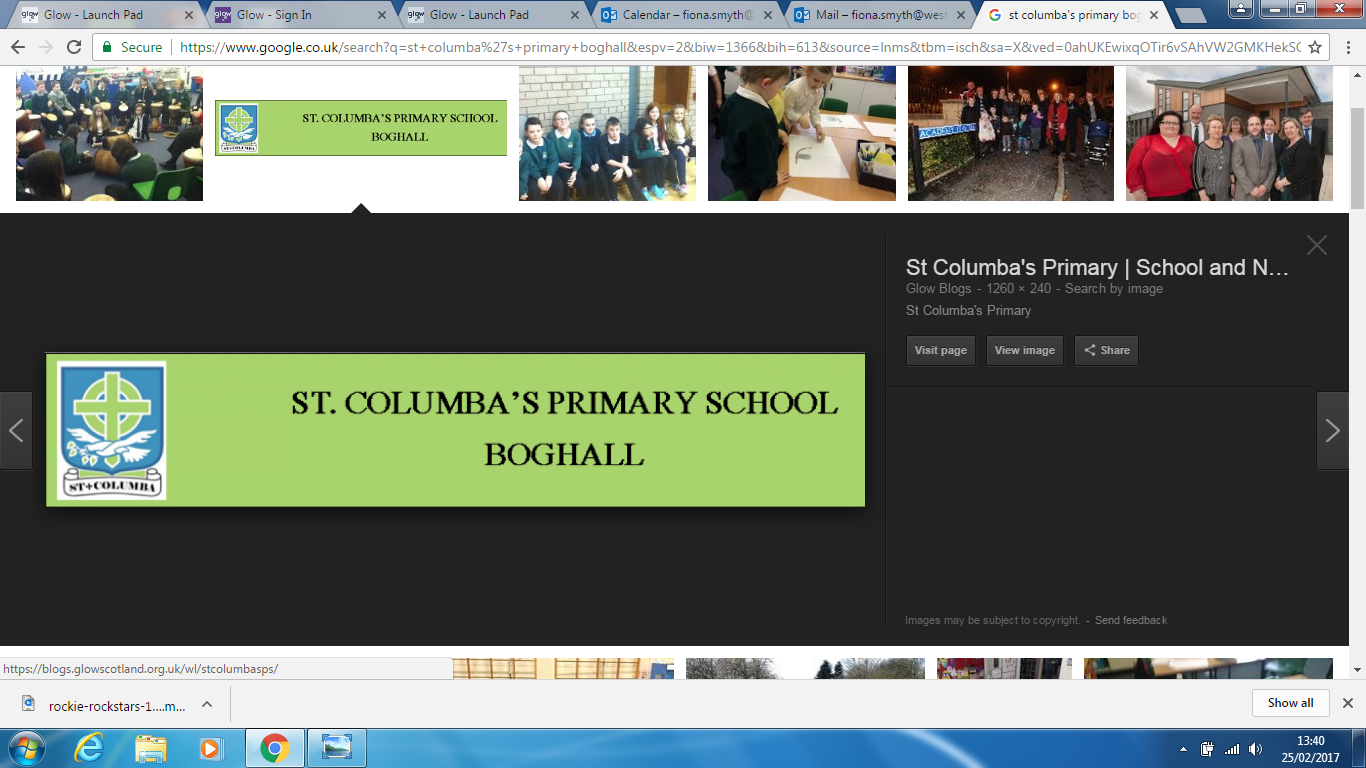 Glow - Launch Pad
Glow - Sign In
Glow - Launch Pad
Calendar – fiona.smyth@
Mail – fiona.smyth@west
st columba's primary bog
Secure
https://www.google.co.uk/search?q=st+columba%27s+primary+boghall&espv=2&biw=1366&bih=613&source=lnms&tbm=isch&sa=X&ved=0ahUKEwixqOTir6vSAhVW2GMKHekSC
ST. COLUMBA'S PRIMARY SCHOOL
BOGHALL
ST+COLUMBA
ACADEMY
St Columba's Primary | School and N...
Glow Blogs - 1260 × 240 - Search by image
St Columba's Primary
Visit page
View image
Share
ST. COLUMBA'S PRIMARY SCHOOL
BOGHALL
ST+COLUMBA
Images may be subject to copyright. - Send feedback
https://blogs.glowscotland.org.uk/wl/stcolumbasps/
rockie-rockstars-1....m...
Show all
13:40
25/02/2017